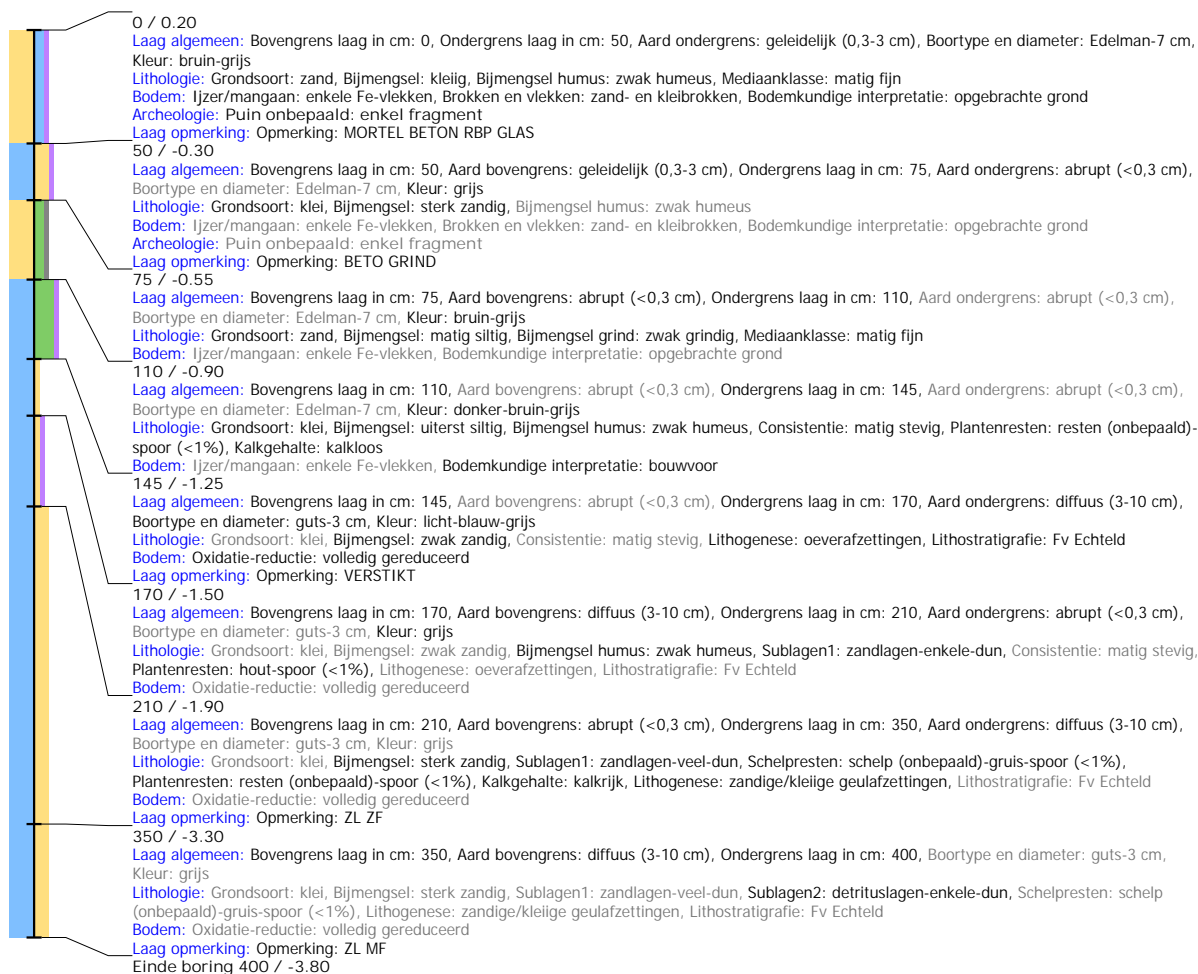 0 / 0.20
Laag algemeen: Bovengrens laag in cm: 0, Ondergrens laag in cm: 50, Aard ondergrens: geleidelijk (0,3-3 cm), Boortype en diameter: Edelman-7 cm,
Kleur: bruin-grijs
Lithologie: Grondsoort: zand, Bijmengsel: kleiig, Bijmengsel humus: zwak humeus, Mediaanklasse: matig fijn
Bodem: Ijzer/mangaan: enkele Fe-vlekken, Brokken en vlekken: zand- en kleibrokken, Bodemkundige interpretatie: opgebrachte grond
Archeologie: Puin onbepaald: enkel fragment
Laag opmerking: Opmerking: MORTEL BETON RBP GLAS
50 / -0.30
Laag algemeen: Bovengrens laag in cm: 50, Aard bovengrens: geleidelijk (0,3-3 cm), Ondergrens laag in cm: 75, Aard ondergrens: abrupt (<0,3 cm),
Boortype en diameter: Edelman-7 cm, Kleur: grijs
Lithologie: Grondsoort: klei, Bijmengsel: sterk zandig, Bijmengsel humus: zwak humeus
Bodem: Ijzer/mangaan: enkele Fe-vlekken, Brokken en vlekken: zand- en kleibrokken, Bodemkundige interpretatie: opgebrachte grond
Archeologie: Puin onbepaald: enkel fragment
Laag opmerking: Opmerking: BETO GRIND
75 / -0.55
Laag algemeen: Bovengrens laag in cm: 75, Aard bovengrens: abrupt (<0,3 cm), Ondergrens laag in cm: 110, Aard ondergrens: abrupt (<0,3 cm),
Boortype en diameter: Edelman-7 cm, Kleur: bruin-grijs
Lithologie: Grondsoort: zand, Bijmengsel: matig siltig, Bijmengsel grind: zwak grindig, Mediaanklasse: matig fijn
Bodem: Ijzer/mangaan: enkele Fe-vlekken, Bodemkundige interpretatie: opgebrachte grond
110 / -0.90
Laag algemeen: Bovengrens laag in cm: 110, Aard bovengrens: abrupt (<0,3 cm), Ondergrens laag in cm: 145, Aard ondergrens: abrupt (<0,3 cm),
Boortype en diameter: Edelman-7 cm, Kleur: donker-bruin-grijs
Lithologie: Grondsoort: klei, Bijmengsel: uiterst siltig, Bijmengsel humus: zwak humeus, Consistentie: matig stevig, Plantenresten: resten (onbepaald)-
spoor (<1%), Kalkgehalte: kalkloos
Bodem: Ijzer/mangaan: enkele Fe-vlekken, Bodemkundige interpretatie: bouwvoor
145 / -1.25
Laag algemeen: Bovengrens laag in cm: 145, Aard bovengrens: abrupt (<0,3 cm), Ondergrens laag in cm: 170, Aard ondergrens: diffuus (3-10 cm),
Boortype en diameter: guts-3 cm, Kleur: licht-blauw-grijs
Lithologie: Grondsoort: klei, Bijmengsel: zwak zandig, Consistentie: matig stevig, Lithogenese: oeverafzettingen, Lithostratigrafie: Fv Echteld
Bodem: Oxidatie-reductie: volledig gereduceerd
Laag opmerking: Opmerking: VERSTIKT
170 / -1.50
Laag algemeen: Bovengrens laag in cm: 170, Aard bovengrens: diffuus (3-10 cm), Ondergrens laag in cm: 210, Aard ondergrens: abrupt (<0,3 cm),
Boortype en diameter: guts-3 cm, Kleur: grijs
Lithologie: Grondsoort: klei, Bijmengsel: zwak zandig, Bijmengsel humus: zwak humeus, Sublagen1: zandlagen-enkele-dun, Consistentie: matig stevig,
Plantenresten: hout-spoor (<1%), Lithogenese: oeverafzettingen, Lithostratigrafie: Fv Echteld
Bodem: Oxidatie-reductie: volledig gereduceerd
210 / -1.90
Laag algemeen: Bovengrens laag in cm: 210, Aard bovengrens: abrupt (<0,3 cm), Ondergrens laag in cm: 350, Aard ondergrens: diffuus (3-10 cm),
Boortype en diameter: guts-3 cm, Kleur: grijs
Lithologie: Grondsoort: klei, Bijmengsel: sterk zandig, Sublagen1: zandlagen-veel-dun, Schelpresten: schelp (onbepaald)-gruis-spoor (<1%),
Plantenresten: resten (onbepaald)-spoor (<1%), Kalkgehalte: kalkrijk, Lithogenese: zandige/kleiige geulafzettingen, Lithostratigrafie: Fv Echteld
Bodem: Oxidatie-reductie: volledig gereduceerd
Laag opmerking: Opmerking: ZL ZF
350 / -3.30
Laag algemeen: Bovengrens laag in cm: 350, Aard bovengrens: diffuus (3-10 cm), Ondergrens laag in cm: 400, Boortype en diameter: guts-3 cm,
Kleur: grijs
Lithologie: Grondsoort: klei, Bijmengsel: sterk zandig, Sublagen1: zandlagen-veel-dun, Sublagen2: detrituslagen-enkele-dun, Schelpresten: schelp
(onbepaald)-gruis-spoor (<1%), Lithogenese: zandige/kleiige geulafzettingen, Lithostratigrafie: Fv Echteld
Bodem: Oxidatie-reductie: volledig gereduceerd
Laag opmerking: Opmerking: ZL MF
Einde boring 400 / -3.80